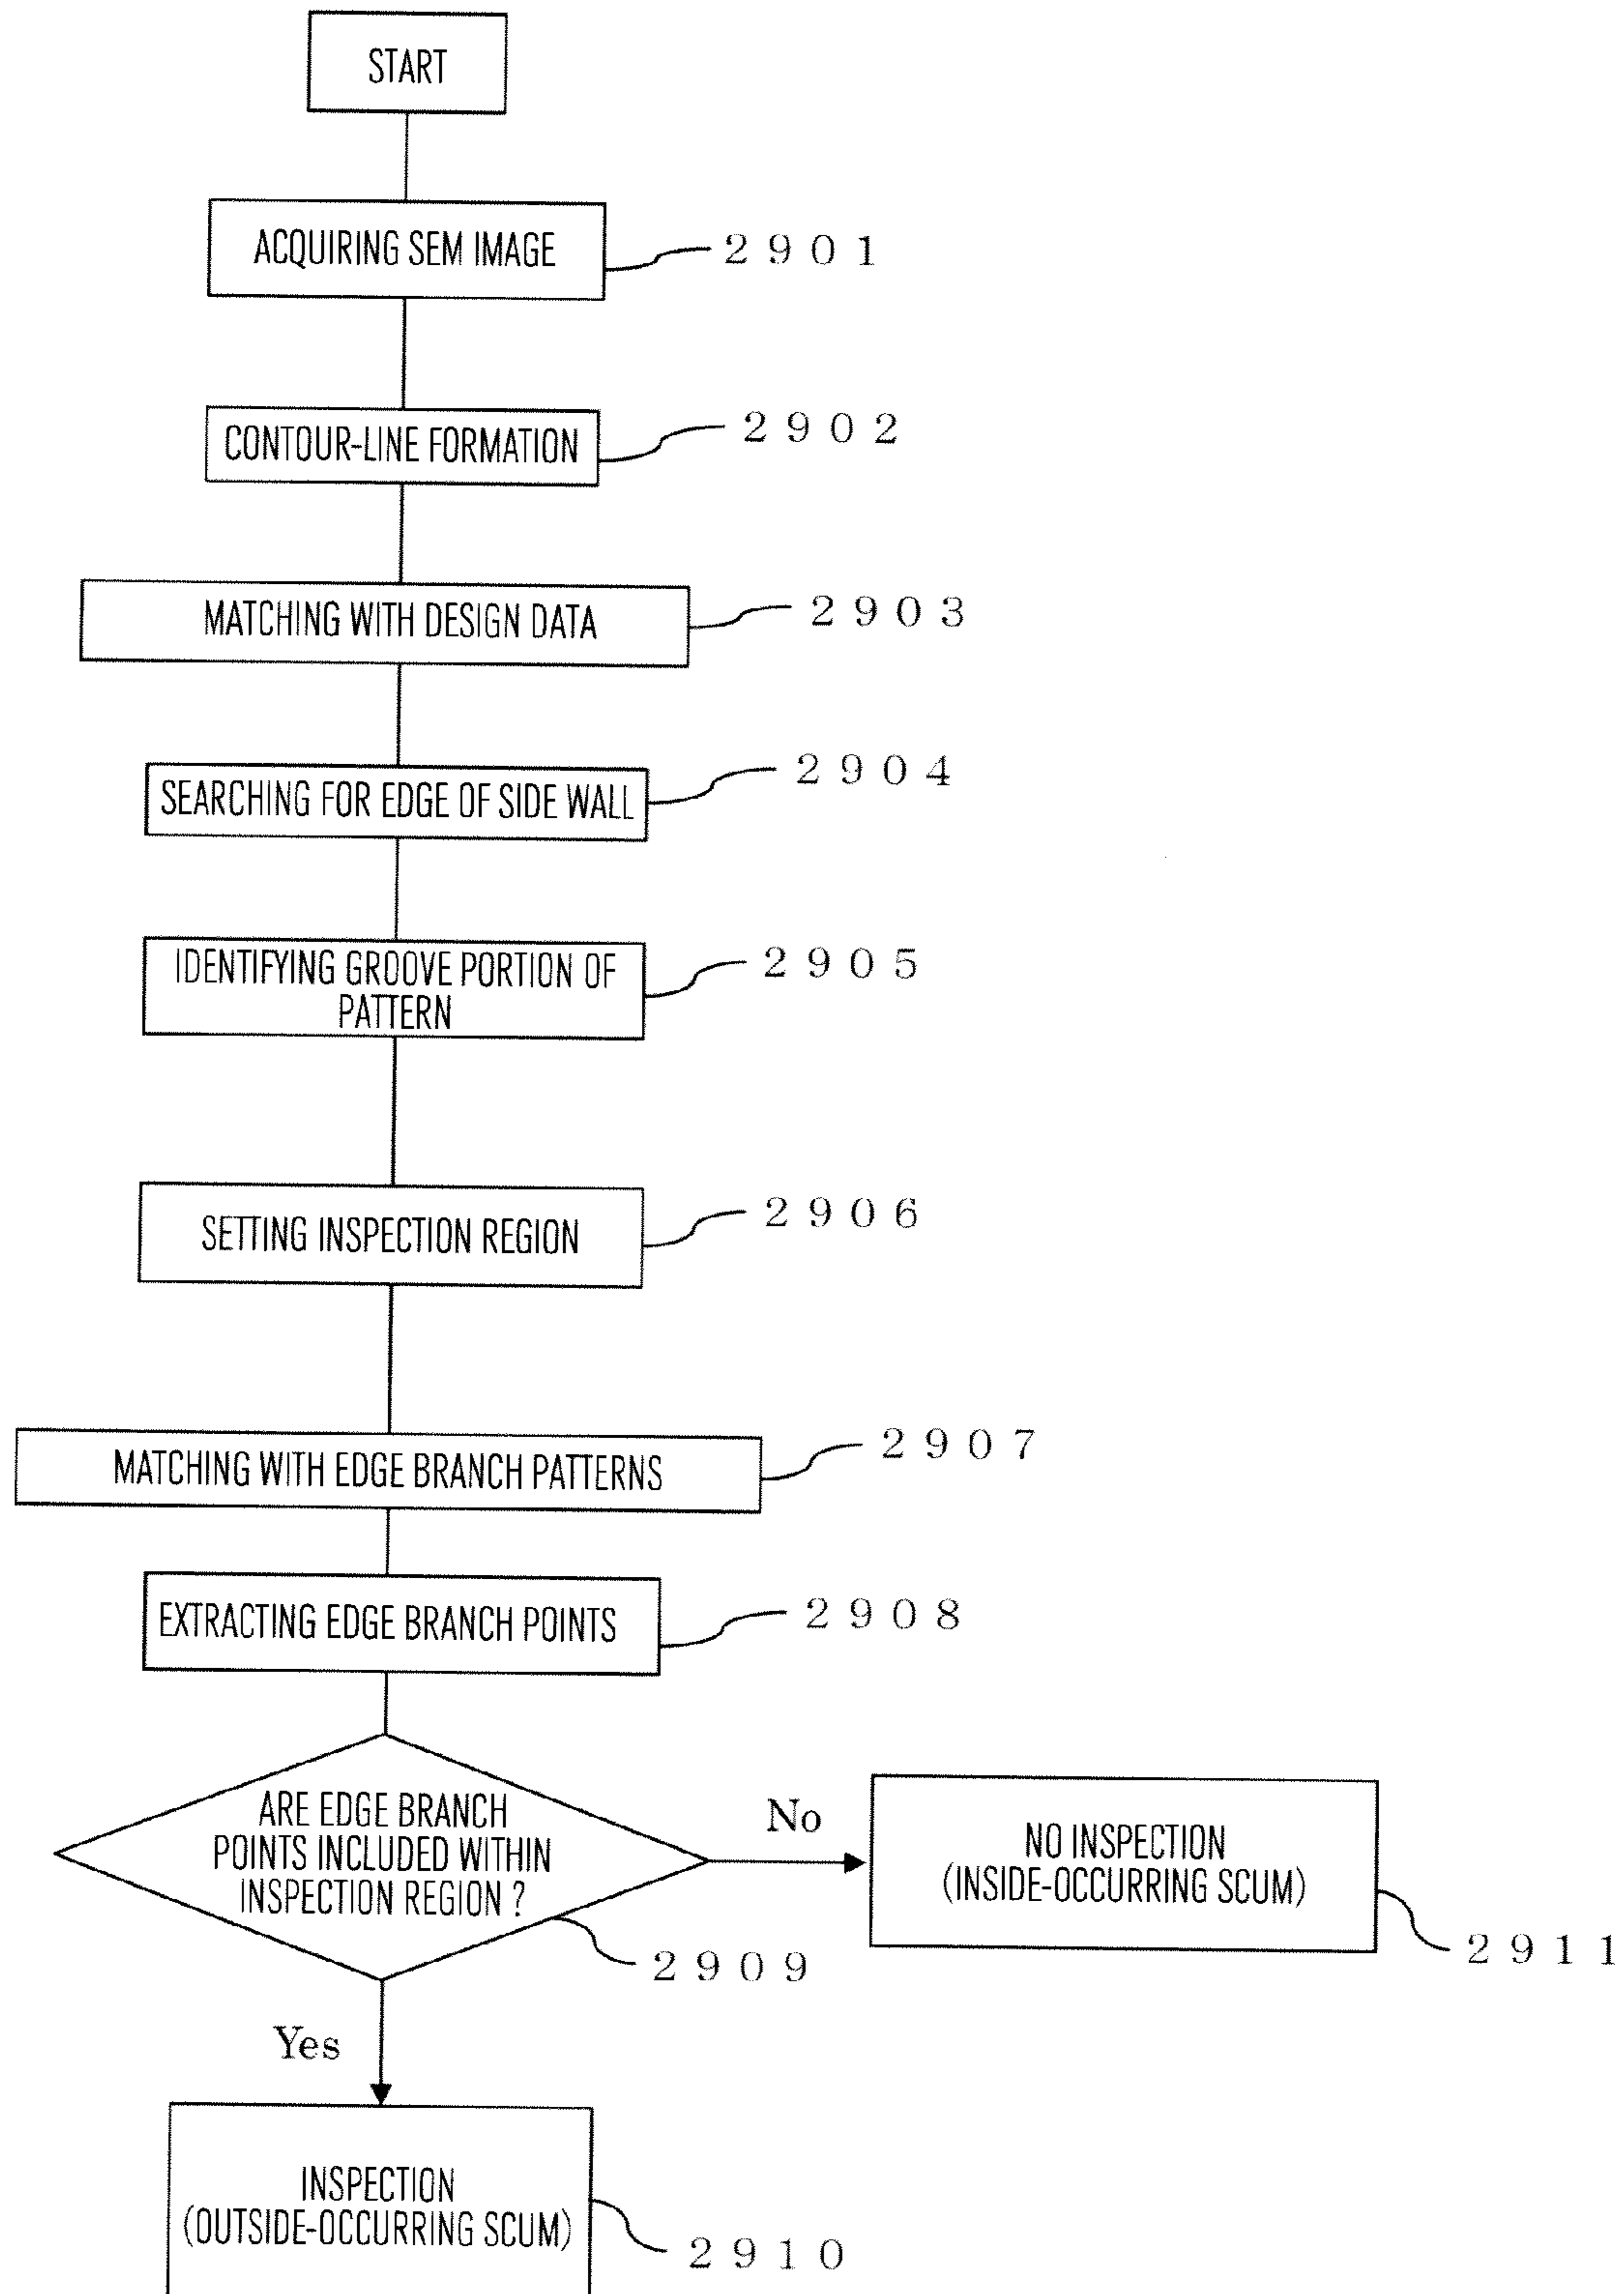 START
ACQUIRING SEM IMAGE
2901
CONTOUR-LINE FORMATION
2902
MATCHING WITH DESIGN DATA
2903
SEARCHING FOR EDGE OF SIDE WALL
2904
IDENTIFYING GROOVE PORTION OF
PATTERN
2905
SETTING INSPECTION REGION
2906
MATCHING WITH EDGE BRANCH PATTERNS
2907
EXTRACTING EDGE BRANCH POINTS
2908
ARE EDGE BRANCH
POINTS INCLUDED WITHIN
INSPECTION REGION ?
2909
No
NO INSPECTION
(INSIDE-OCCURRING SCUM)
2911
Yes
INSPECTION
(OUTSIDE-OCCURRING SCUM)
2910